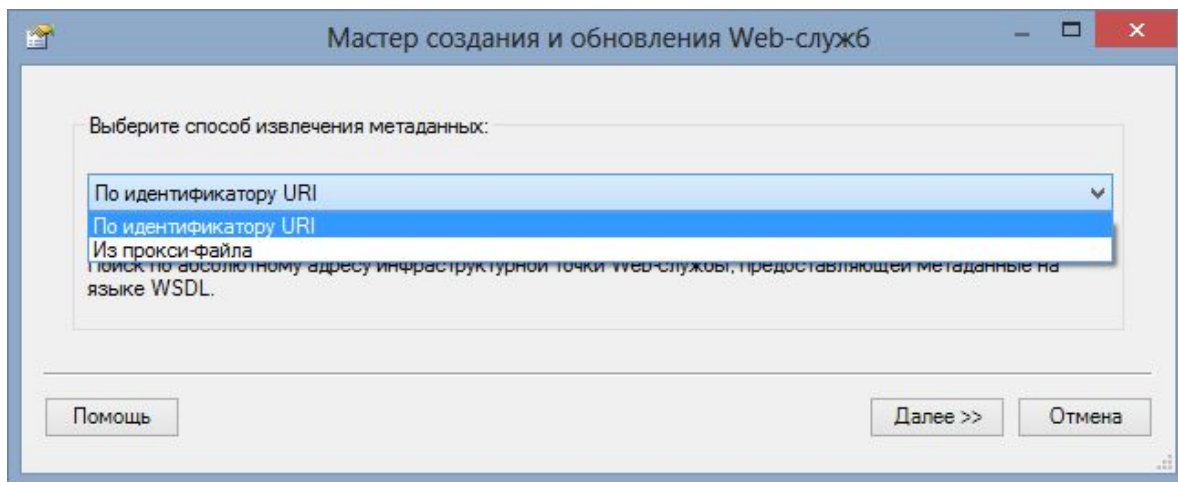 Мастер создания и обновления Web-служб
Выберите способ извлечения метаданных:
По идентификатору URI
По идентификатору URI
Из прокси-файла
Поиск по абсолютному адресу инфраструктурной точки Web-службы, предоставляющей метаданные на
языке WSDL.
Помощь
Далее >>
Отмена